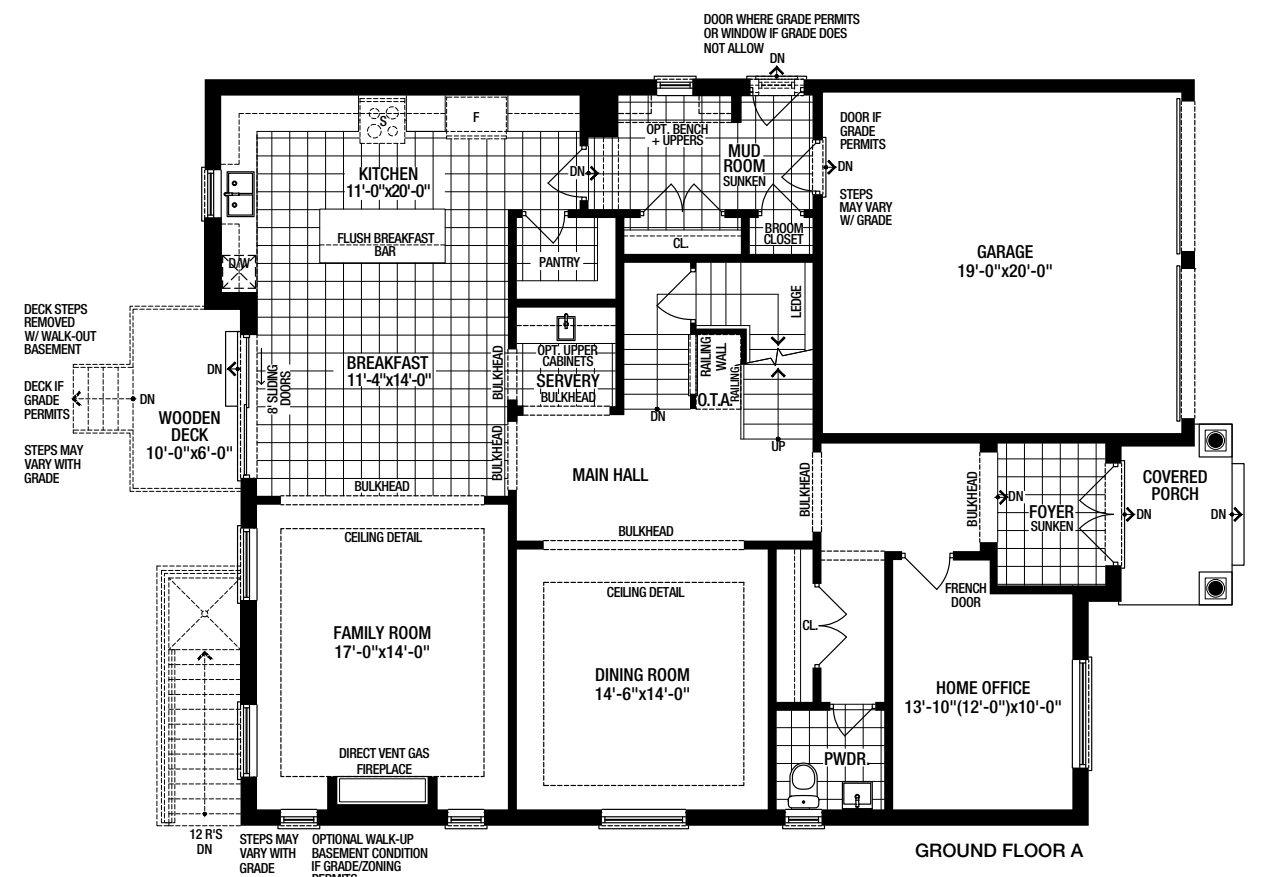 DOOR WHERE GRADE PERMITS
OR WINDOW IF GRADE DOES
NOT ALLOW
DN
S
F
OPT. BENCH
+ UPPERS
MUD
ROOM
SUNKEN
DN
DOOR IF
GRADE
PERMITS
DN
STEPS
MAY VARY
W/ GRADE
KITCHEN
11'-0"x20'-0"
FLUSH BREAKFAST
BAR
D/W
PANTRY
CL.
BROOM
CLOSET
GARAGE
19'-0"x20'-0"
LEDGE
DECK STEPS
REMOVED
W/ WALK-OUT
BASEMENT
DECK IF
GRADE
PERMITS
STEPS MAY
VARY WITH
GRADE
DN
DN
WOODEN
DECK
10'-0"x6'-0"
8' SLIDING
DOORS
BREAKFAST
11'-4"x14'-0"
BULKHEAD
OPT. UPPER
CABINETS
SERVERY
BULKHEAD
RAILING
WALL
RAILING
O.T.A.
DN
UP
BULKHEAD
MAIN HALL
BULKHEAD
BULKHEAD
DN
FOYER
SUNKEN
DN
COVERED
PORCH
DN
BULKHEAD
BULKHEAD
CEILING DETAIL
FAMILY ROOM
17'-0"x14'-0"
DIRECT VENT GAS
FIREPLACE
CEILING DETAIL
DINING ROOM
14'-6"x14'-0"
CL.
FRENCH
DOOR
HOME OFFICE
13'-10"(12'-0")x10'-0"
PWDR.
12 R'S
DN
STEPS MAY
VARY WITH
GRADE
OPTIONAL WALK-UP
BASEMENT CONDITION
IF GRADE/ZONING
PERMITS
GROUND FLOOR A